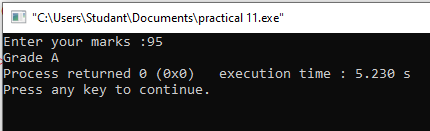 "C:\Users\Studant\Documents\practical 11.exe"
Enter your marks :95
Grade A
Process returned 0 (0x0)   execution time : 5.230 s
Press any key to continue.